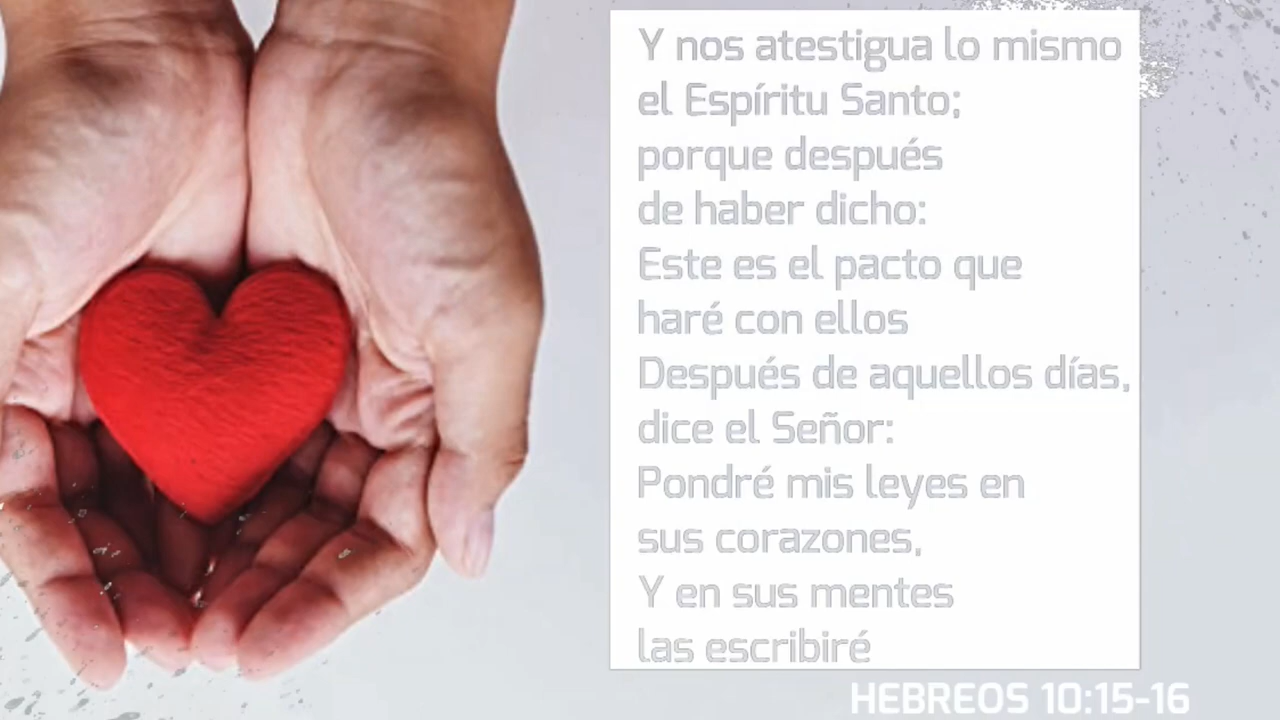 Y nos atestigua lo mismo
el Espíritu Santo;
porque después
de haber dicho:
Este es el pacto que
haré con ellos
Después de aquellos días,
dice el Señor:
Pondré mis leyes en
sus corazones,
Y en sus mentes
las escribiré
HEBREOS 10:15-16